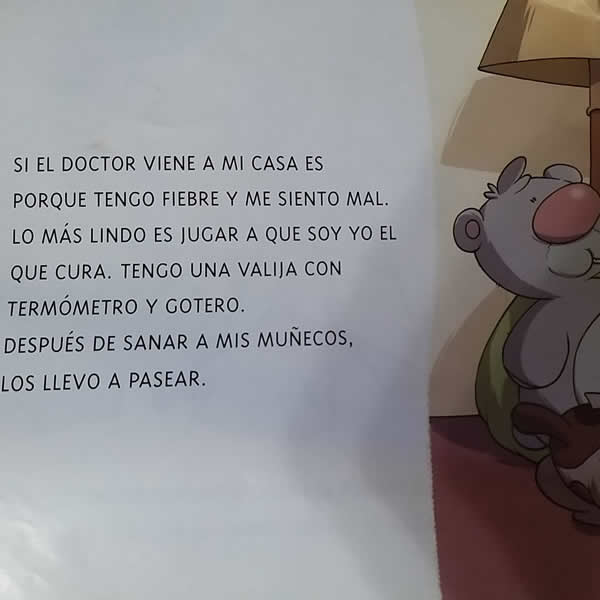 SI EL DOCTOR VIENE A MI CASA ES
PORQUE TENGO FIEBRE Y ME SIENTO MAL.
LO MÁS LINDO ES JUGAR A QUE SOY YO EL
QUE CURA. TENGO UNA VALIJA CON
TERMÓMETRO Y GOTERO.
DESPUÉS DE SANAR A MIS MUÑECOS,
LOS LLEVO A PASEAR.